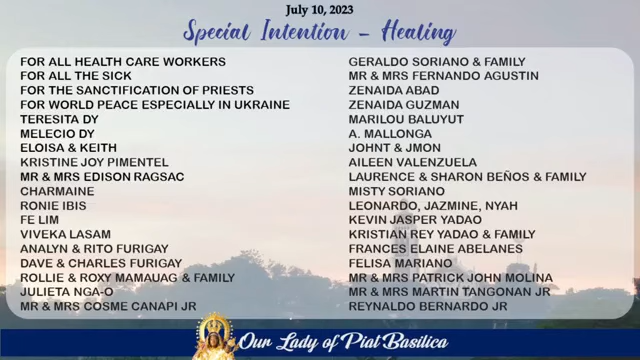 July 10, 2023
Special Intention - Healing
FOR ALL HEALTH CARE WORKERS
FOR ALL THE SICK
FOR THE SANCTIFICATION OF PRIESTS
FOR WORLD PEACE ESPECIALLY IN UKRAINE
TERESITA DY
MELECIO DY
ELOISA & KEITH
KRISTINE JOY PIMENTEL
MR & MRS EDISON RAGSAC
CHARMAINE
RONIE IBIS
FE LIM
VIVEKA LASAM
ANALYN & RITO FURIGAY
DAVE & CHARLES FURIGAY
ROLLIE & ROXY MAMAUAG & FAMILY
JULIETA NGA-O
MR & MRS COSME CANAPI JR
GERALDO SORIANO & FAMILY
MR & MRS FERNANDO AGUSTIN
ZENAIDA ABAD
ZENAIDA GUZMAN
MARILOU BALUYUT
A. MALLONGA
JOHNT & JMON
AILEEN VALENZUELA
LAURENCE & SHARON BEÑOS & FAMILY
MISTY SORIANO
LEONARDO, JAZMINE, NYAH
KEVIN JASPER YADAO
KRISTIAN REY YADAO & FAMILY
FRANCES ELAINE ABELANES
FELISA MARIANO
MR & MRS PATRICK JOHN MOLINA
MR & MRS MARTIN TANGONAN JR
REYNALDO BERNARDO JR
Our Lady of Piat Basilica